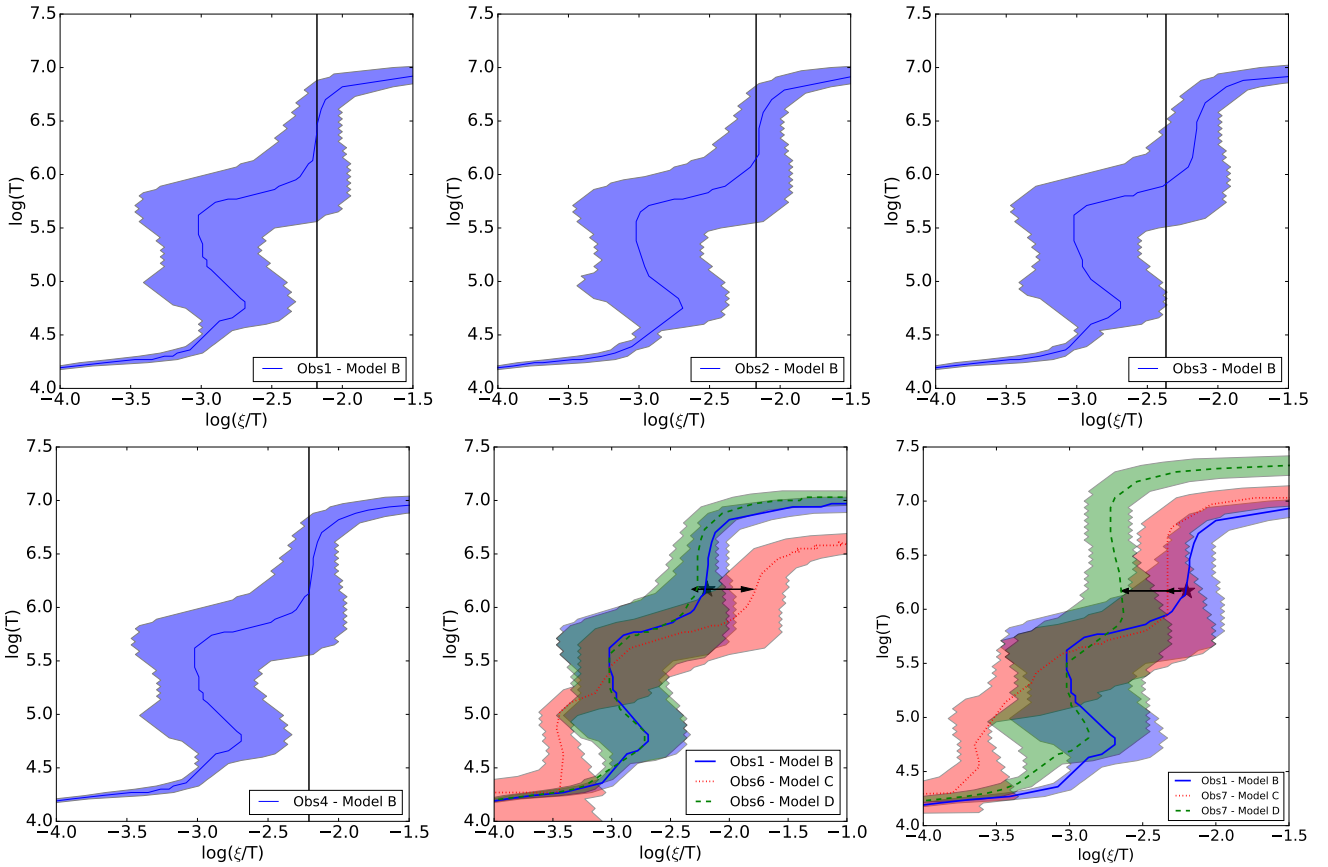 7.5
7.0
6.5
6.0
5.5
5.0
4.5
4.0
log(T)
−4.0 −3.5 −3.0 −2.5 −2.0 −1.5
log(ξ/T)
Obs1 - Model B
7.5
7.0
6.5
6.0
5.5
5.0
4.5
4.0
log(T)
−4.0 −3.5 −3.0 −2.5 −2.0 −1.5
log(ξ/T)
Obs2 - Model B
7.5
7.0
6.5
6.0
5.5
5.0
4.5
4.0
log(T)
−4.0 −3.5 −3.0 −2.5 −2.0 −1.5
log(ξ/T)
Obs3 - Model B
7.5
7.0
6.5
6.0
5.5
5.0
4.5
4.0
log(T)
−4.0 −3.5 −3.0 −2.5 −2.0 −1.5
log(ξ/T)
Obs4 - Model B
7.5
7.0
6.5
6.0
5.5
5.0
4.5
4.0
log(T)
−4.0 −3.5 −3.0 −2.5 −2.0 −1.5 −1.0
log(ξ/T)
Obs1 - Model B
Obs6 - Model C
Obs6 - Model D
7.5
7.0
6.5
6.0
5.5
5.0
4.5
4.0
log(T)
−4.0 −3.5 −3.0 −2.5 −2.0 −1.5
log(ξ/T)
Obs1 - Model B
Obs7 - Model C
Obs7 - Model D